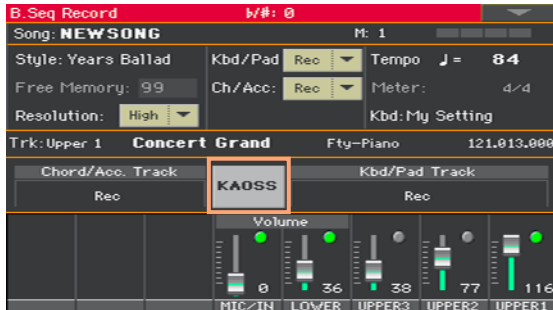 B.Seq Record b/#: 0
Song: NEWSONG M: 1
Style: Years Ballad Kbd/Pad Rec Tempo ♩= 84
Free Memory: 99 Ch/Acc: Rec Meter: 4/4
Resolution: High Kbd: My Setting
Trk: Upper 1 Concert Grand Fty-Piano 121.013.000
Chord/Acc. Track KAOSS Kbd/Pad Track
Rec Rec
Volume
0 36 38 77 116
MIC/IN LOWER UPPER3 UPPER2 UPPER1